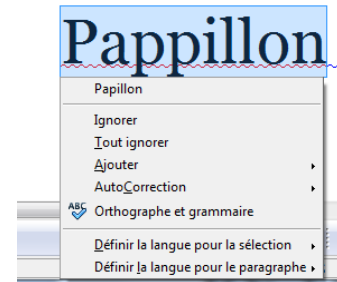 Pappillon
Papillon
Ignorer
Tout ignorer
Ajouter
AutoCorrection
ABC Orthographe et grammaire
Définir la langue pour la sélection
Définir la langue pour le paragraphe